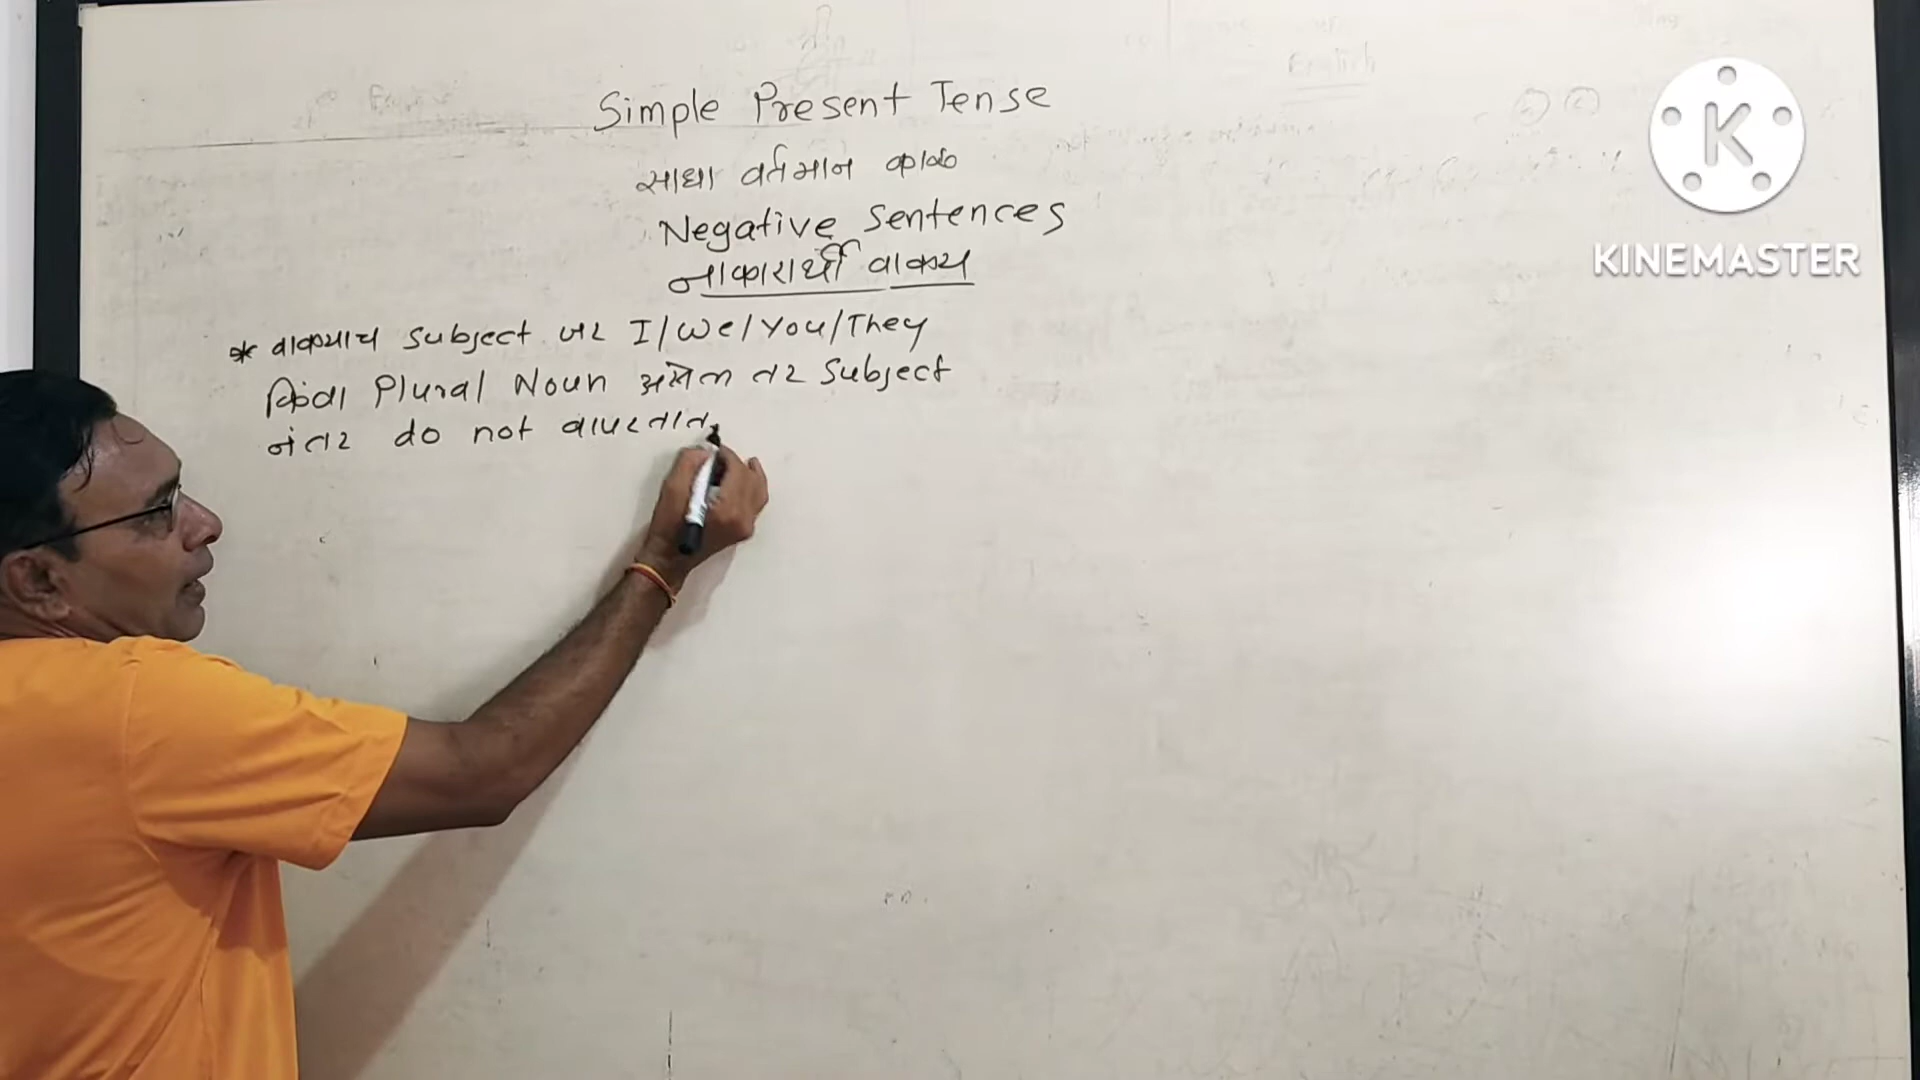 Simple Present Tense
साधा वर्तमान काळ
Negative Sentences
नाकारार्थी वाक्य
* वाक्याच subject जर I/We/You/They
किंवा Plural Noun असेल तर Subject
नंतर do not वापरतात
English
K
KINEMASTER